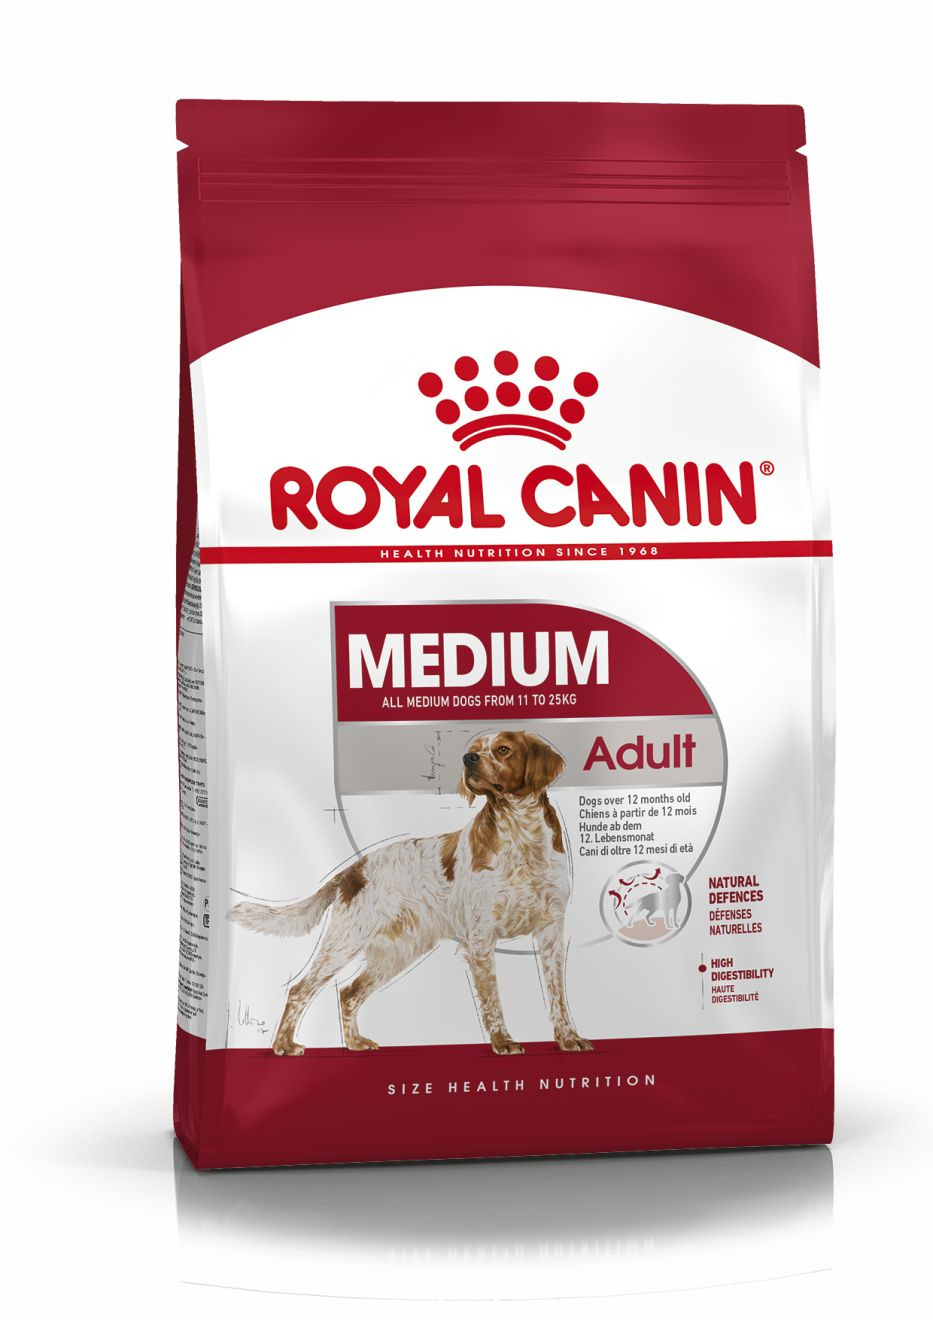 ROYAL CANIN®
HEALTH NUTRITION SINCE 1968
MEDIUM
ALL MEDIUM DOGS FROM 11 TO 25KG
Adult
Dogs over 12 months old
Chiens à partir de 12 mois
Hunde ab dem
12. Lebensmonat
Cani di oltre 12 mesi di età
NATURAL
DEFENCES
DÉFENSES
NATURELLES
HIGH
DIGESTIBILITY
HAUTE
DIGESTIBILITÉ
SIZE HEALTH NUTRITION